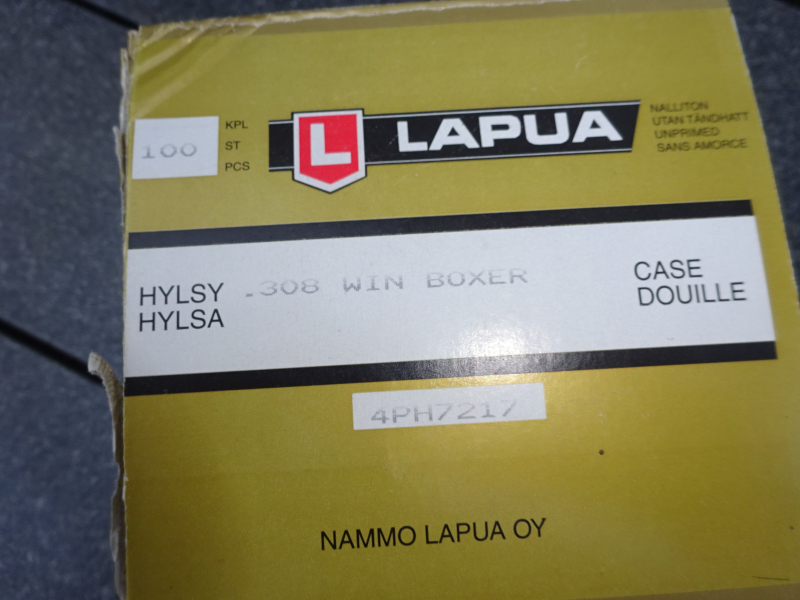 100
KPL
ST
PCS
L
LAPUA
NALLITON
UTAN TÄNDHATT
UNPRIMED
SANS AMORCE
HYLSY
HYLSA
.308 WIN BOXER
CASE
DOUILLE
4PH7217
NAMMO LAPUA OY